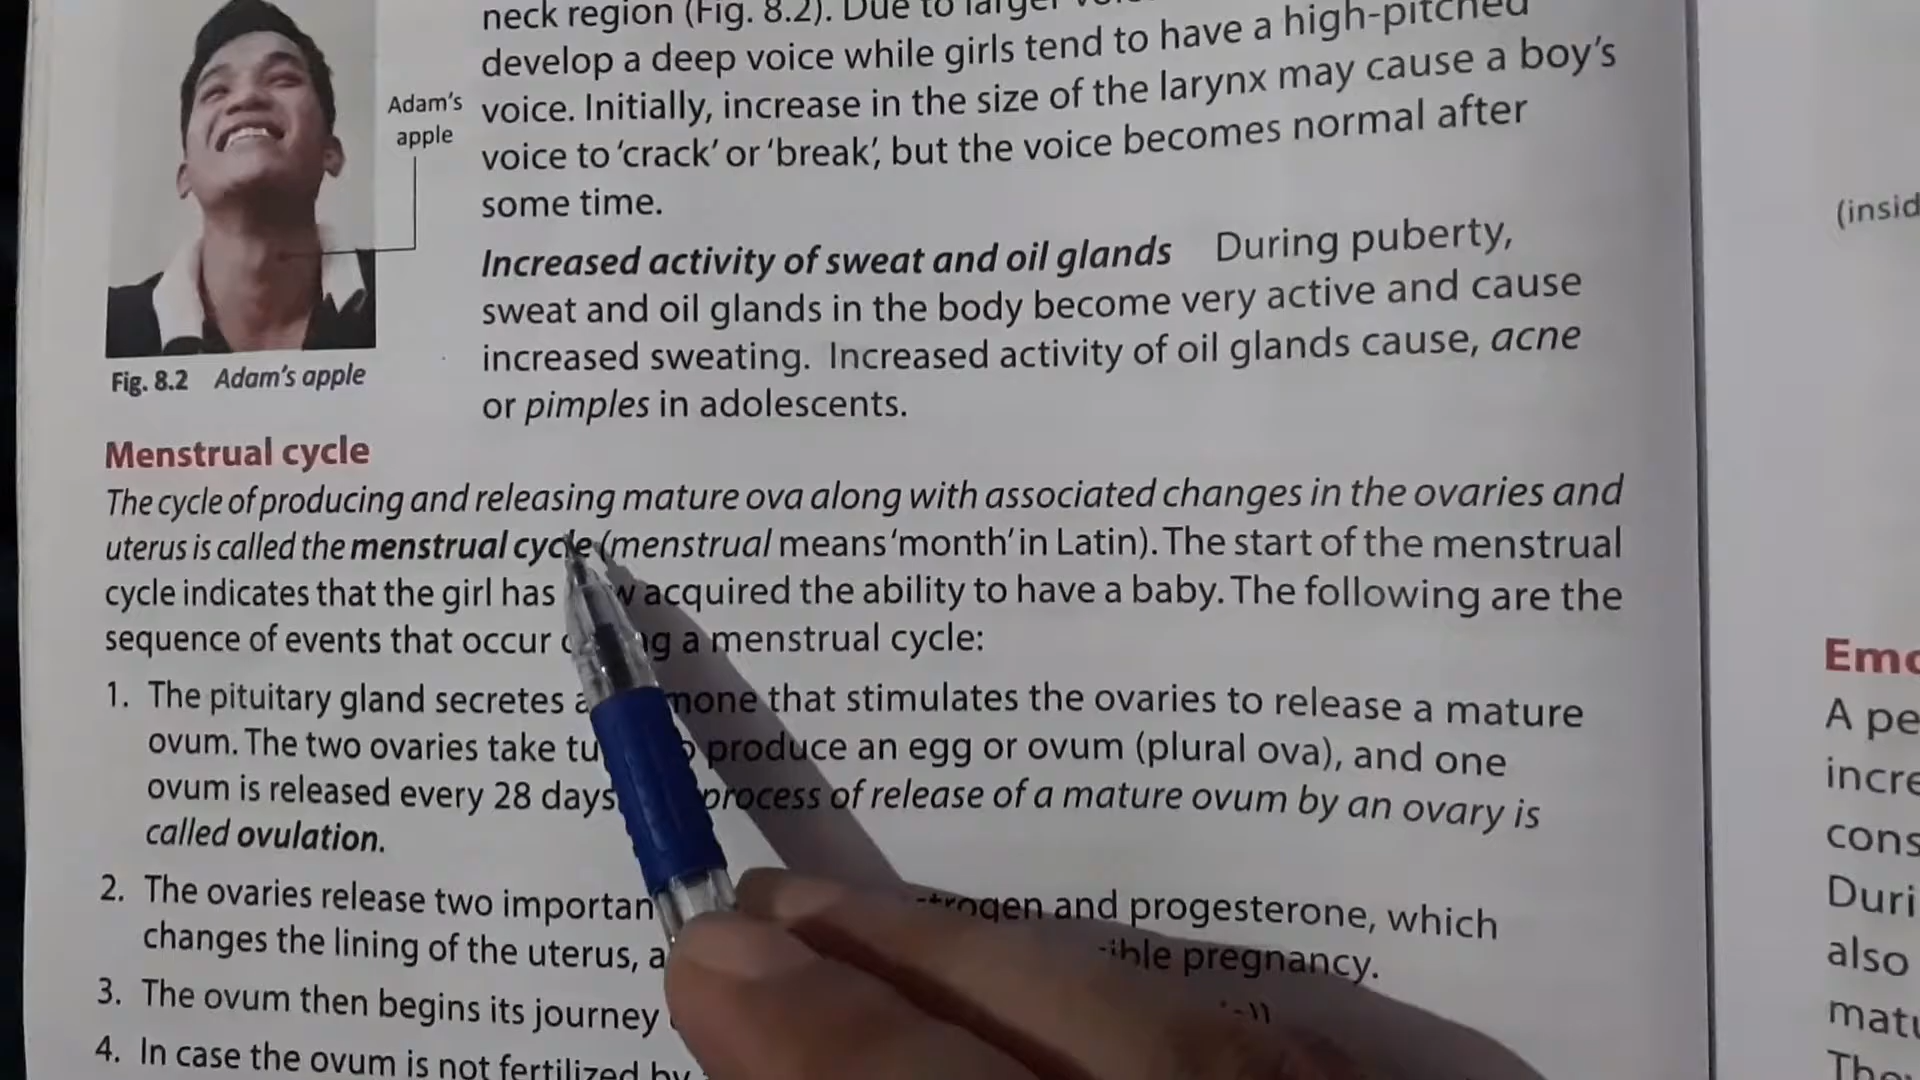 neck region (Fig. 8.2). Due to larger
develop a deep voice while girls tend to have a high-pitched
voice. Initially, increase in the size of the larynx may cause a boy's
voice to 'crack' or 'break', but the voice becomes normal after
some time.
Adam's
apple
Fig. 8.2 Adam's apple
Increased activity of sweat and oil glands During puberty,
sweat and oil glands in the body become very active and cause
increased sweating. Increased activity of oil glands cause, acne
or pimples in adolescents.
Menstrual cycle
The cycle of producing and releasing mature ova along with associated changes in the ovaries and
uterus is called the menstrual cycle (menstrual means 'month' in Latin). The start of the menstrual
cycle indicates that the girl has acquired the ability to have a baby. The following are the
sequence of events that occur a menstrual cycle:
1. The pituitary gland secretes that stimulates the ovaries to release a mature
ovum. The two ovaries take produce an egg or ovum (plural ova), and one
ovum is released every 28 days process of release of a mature ovum by an ovary is
called ovulation.
2. The ovaries release two and progesterone, which
changes the lining of the uterus, pregnancy.
3. The ovum then begins its journey
4. In case the ovum is not fertilized by
(insid
Emo
A pe
incre
cons
Duri
also
matu